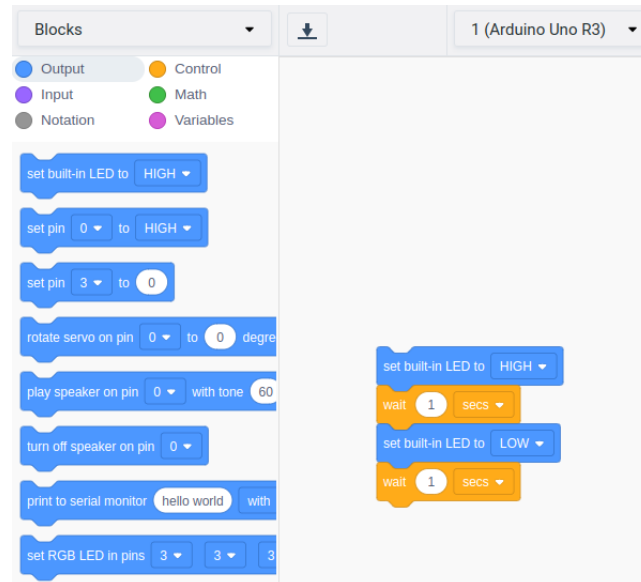 Blocks
1 (Arduino Uno R3)
Output Control
Input Math
Notation Variables
set built-in LED to HIGH
set pin 0 to HIGH
set pin 3 to 0
rotate servo on pin 0 to 0 degre
play speaker on pin 0 with tone 60
turn off speaker on pin 0
print to serial monitor hello world with
set RGB LED in pins 3 3 3
set built-in LED to HIGH
wait 1 secs
set built-in LED to LOW
wait 1 secs